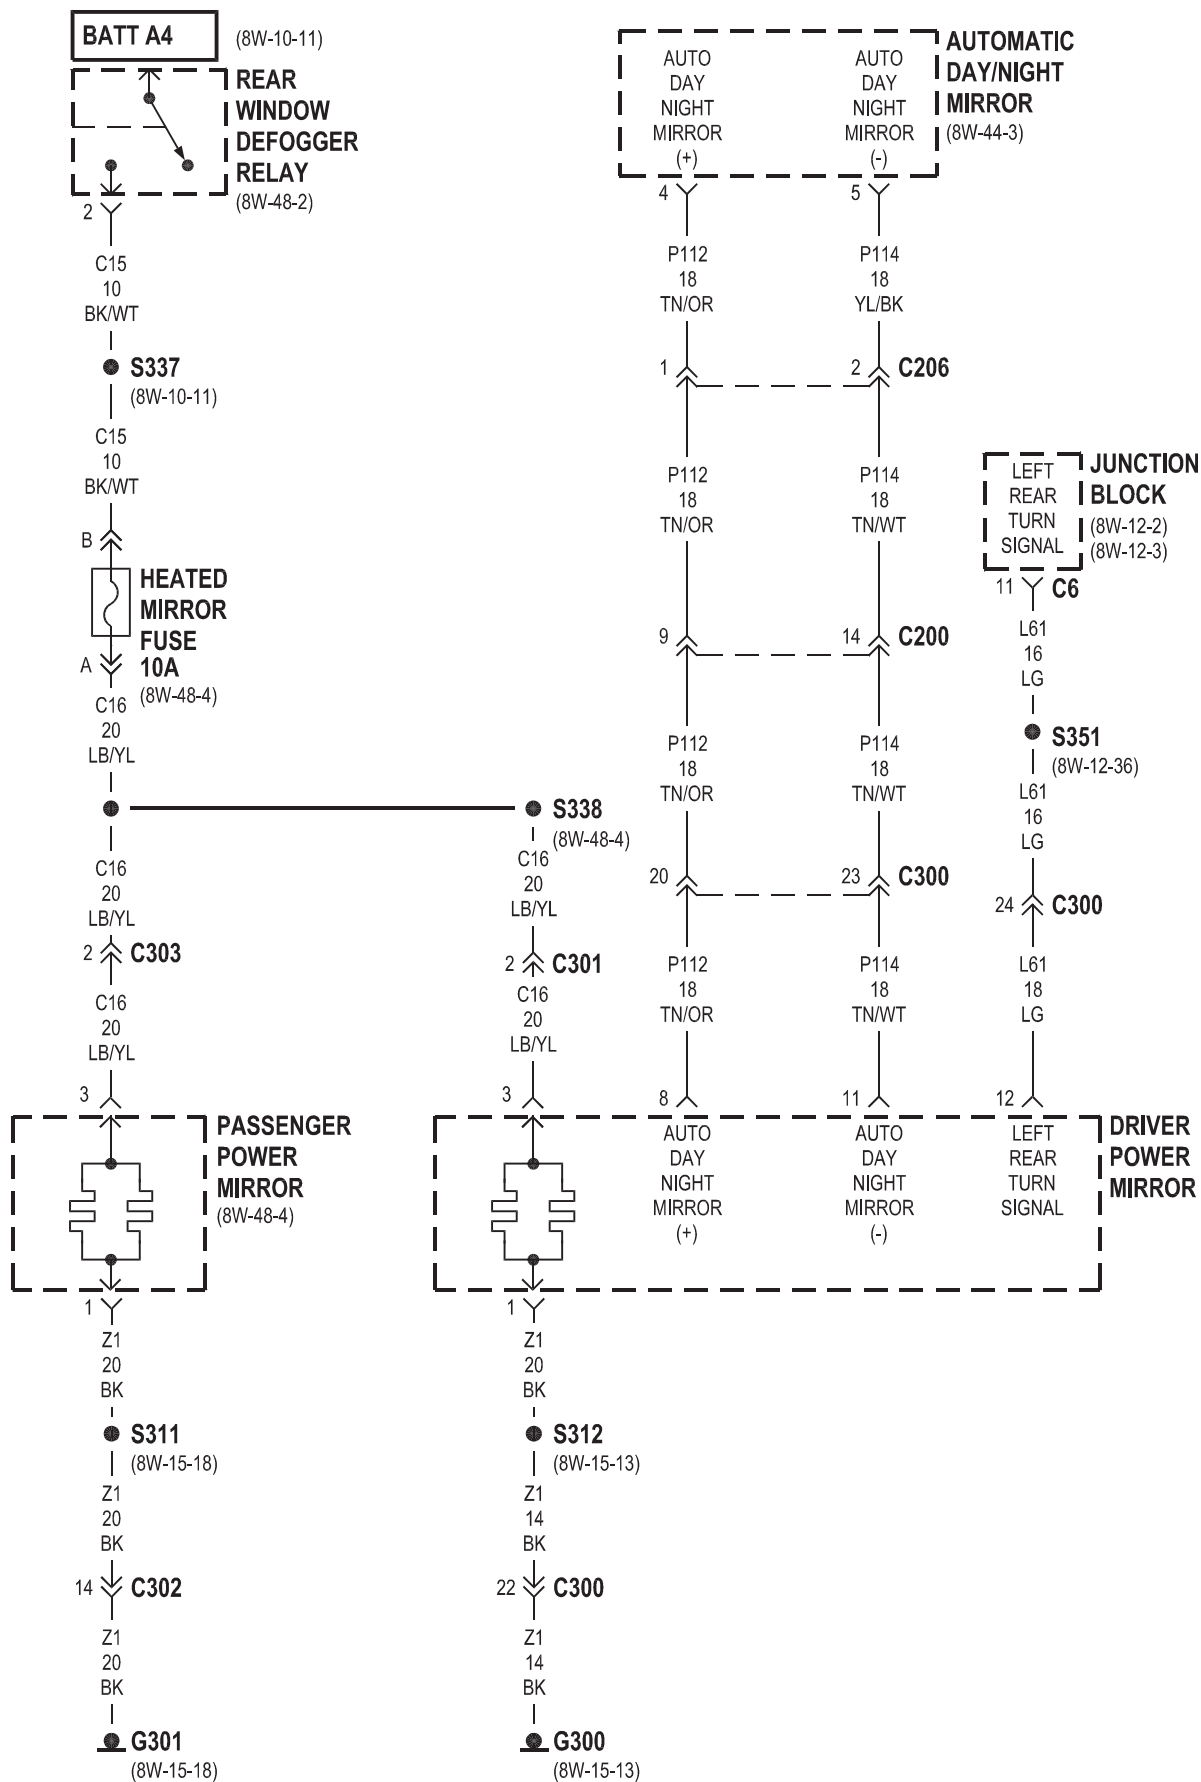 BATT A4
(8W-10-11)
REAR
WINDOW
DEFOGGER
RELAY
(8W-48-2)
2
C15
10
BK/WT
S337
(8W-10-11)
C15
10
BK/WT
B
HEATED
MIRROR
FUSE
10A
(8W-48-4)
A
C16
20
LB/YL
S338
(8W-48-4)
C16
20
LB/YL
2
C303
C16
20
LB/YL
3
PASSENGER
POWER
MIRROR
(8W-48-4)
1
Z1
20
BK
S311
(8W-15-18)
Z1
20
BK
14
C302
Z1
20
BK
G301
(8W-15-18)
C16
20
LB/YL
2
C301
C16
20
LB/YL
3
1
Z1
20
BK
S312
(8W-15-13)
Z1
14
BK
22
C300
Z1
14
BK
G300
(8W-15-13)
AUTO
DAY
NIGHT
MIRROR
(+)
AUTO
DAY
NIGHT
MIRROR
(-)
AUTOMATIC
DAY/NIGHT
MIRROR
(8W-44-3)
4
5
P112
18
TN/OR
P114
18
YL/BK
1
2
C206
P112
18
TN/OR
P114
18
TN/WT
9
14
C200
P112
18
TN/OR
P114
18
TN/WT
20
23
C300
P112
18
TN/OR
P114
18
TN/WT
8
11
AUTO
DAY
NIGHT
MIRROR
(+)
AUTO
DAY
NIGHT
MIRROR
(-)
LEFT
REAR
TURN
SIGNAL
JUNCTION
BLOCK
(8W-12-2)
(8W-12-3)
11
C6
L61
16
LG
S351
(8W-12-36)
L61
16
LG
24
C300
L61
18
LG
12
LEFT
REAR
TURN
SIGNAL
DRIVER
POWER
MIRROR